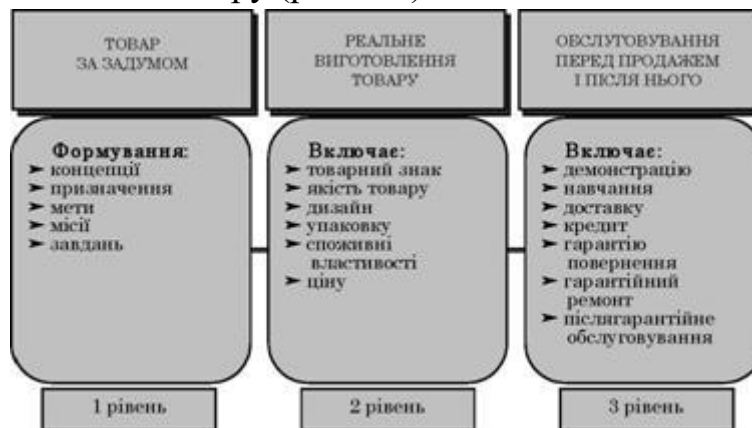 ТОВАР
ЗА ЗАДУМОМ
РЕАЛЬНЕ
ВИГОТОВЛЕННЯ
ТОВАРУ
ОБСЛУГОВУВАННЯ
ПЕРЕД ПРОДАЖЕМ
І ПІСЛЯ НЬОГО
Формування:
➤ концепції
➤ призначення
➤ мети
➤ місії
➤ завдань
Включає:
➤ товарний знак
➤ якість товару
➤ дизайн
➤ упаковку
➤ споживні
властивості
➤ ціну
Включає:
➤ демонстрацію
➤ навчання
➤ доставку
➤ кредит
➤ гарантію
повернення
➤ гарантійний
ремонт
➤ післягарантійне
обслуговування
1 рівень
2 рівень
3 рівень